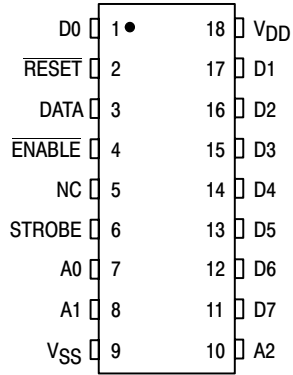 D0 1 18 VDD
RESET 2 17 D1
DATA 3 16 D2
ENABLE 4 15 D3
NC 5 14 D4
STROBE 6 13 D5
A0 7 12 D6
A1 8 11 D7
VSS 9 10 A2